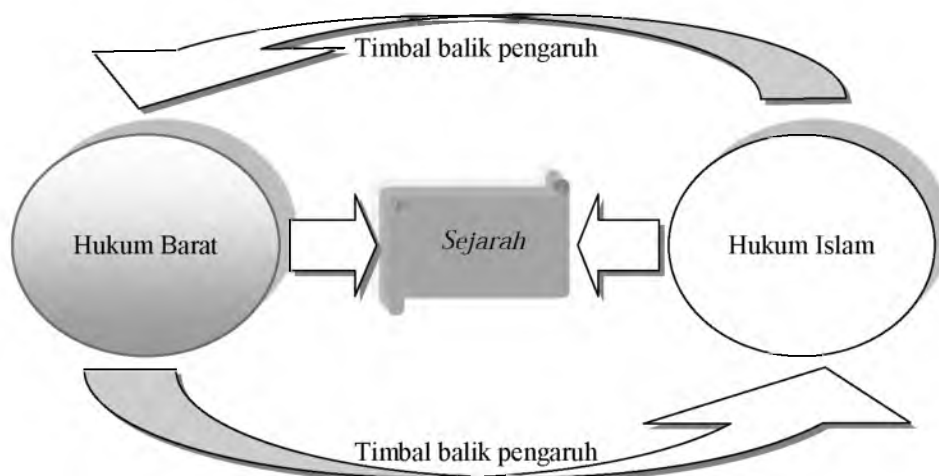 Timbal balik pengaruh
Hukum Barat
Sejarah
Hukum Islam
Timbal balik pengaruh